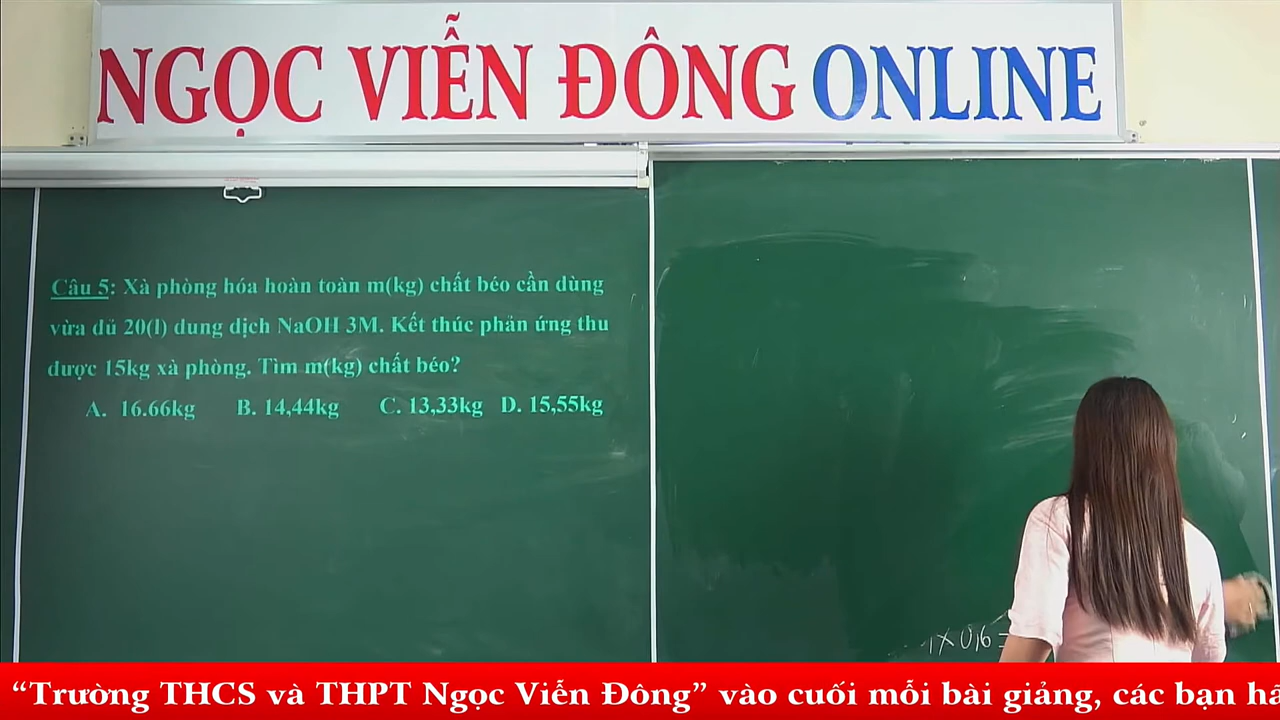 NGỌC VIỄN ĐÔNG ONLINE
Câu 5: Xà phòng hóa hoàn toàn m(kg) chất béo cần dùng
vừa đủ 20(l) dung dịch NaOH 3M. Kết thúc phản ứng thu
được 15kg xà phòng. Tìm m(kg) chất béo?
A. 16.66kg B. 14,44kg C. 13,33kg D. 15,55kg
x 0,6 =
“Trường THCS và THPT Ngọc Viễn Đông” vào cuối mỗi bài giảng, các bạn